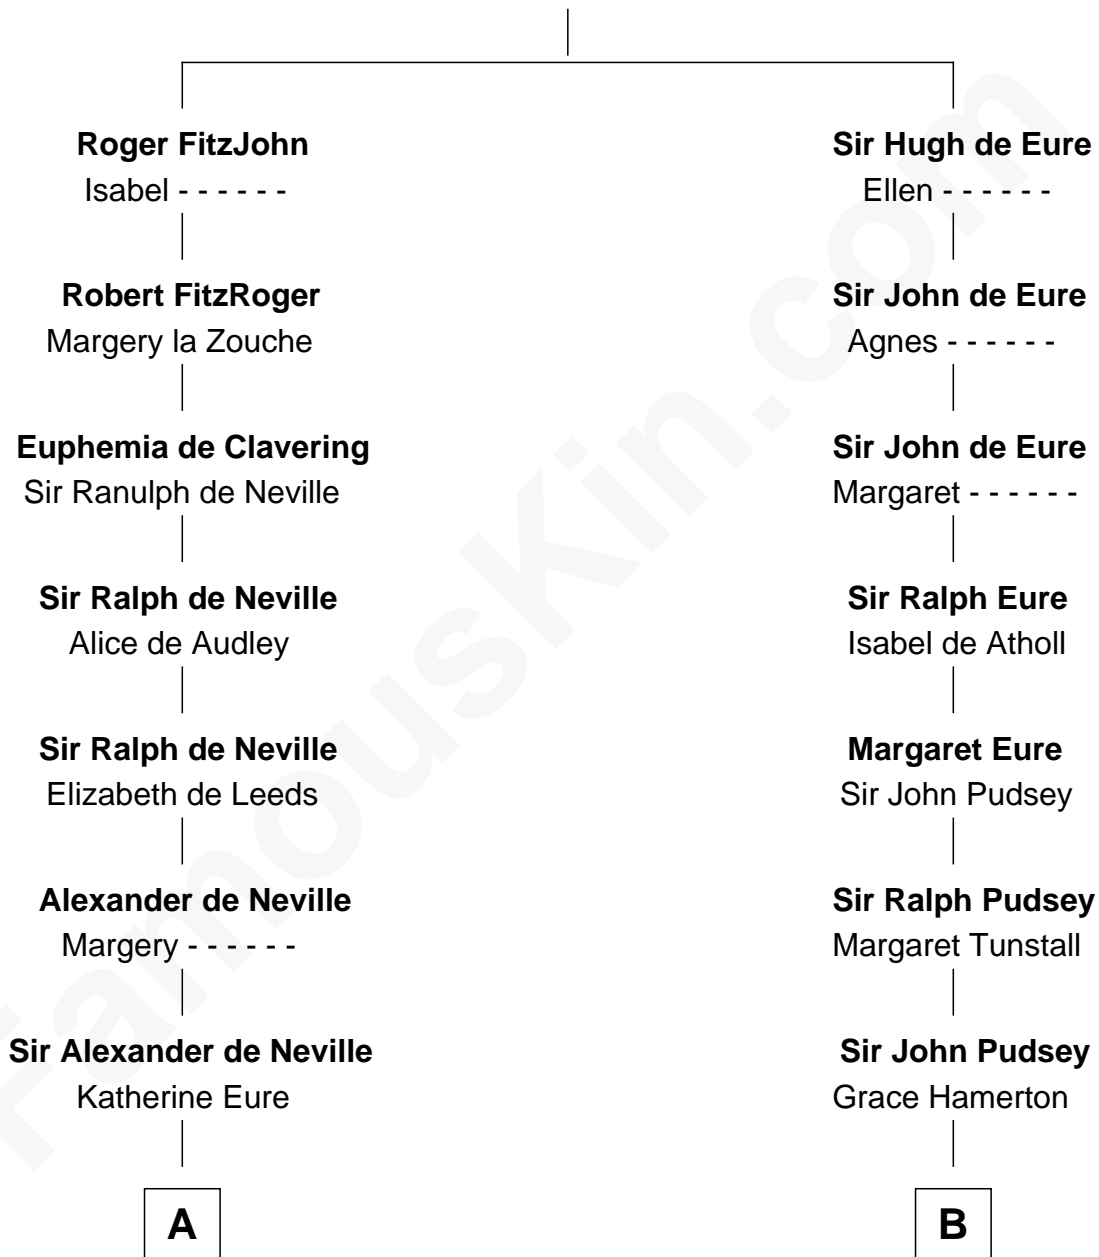 Roger FitzJohn
Isabel - - - - - -
Sir Hugh de Eure
Ellen - - - - - -
Robert FitzRoger
Margery la Zouche
Sir John de Eure
Agnes - - - - - -
Euphemia de Clavering
Sir Ranulph de Neville
Sir John de Eure
Margaret - - - - - -
Sir Ralph de Neville
Alice de Audley
Sir Ralph Eure
Isabel de Atholl
Sir Ralph de Neville
Elizabeth de Leeds
Margaret Eure
Sir John Pudsey
Alexander de Neville
Margery - - - - - -
Sir Ralph Pudsey
Margaret Tunstall
Sir Alexander de Neville
Katherine Eure
Sir John Pudsey
Grace Hamerton
A
B
FamousKin.com